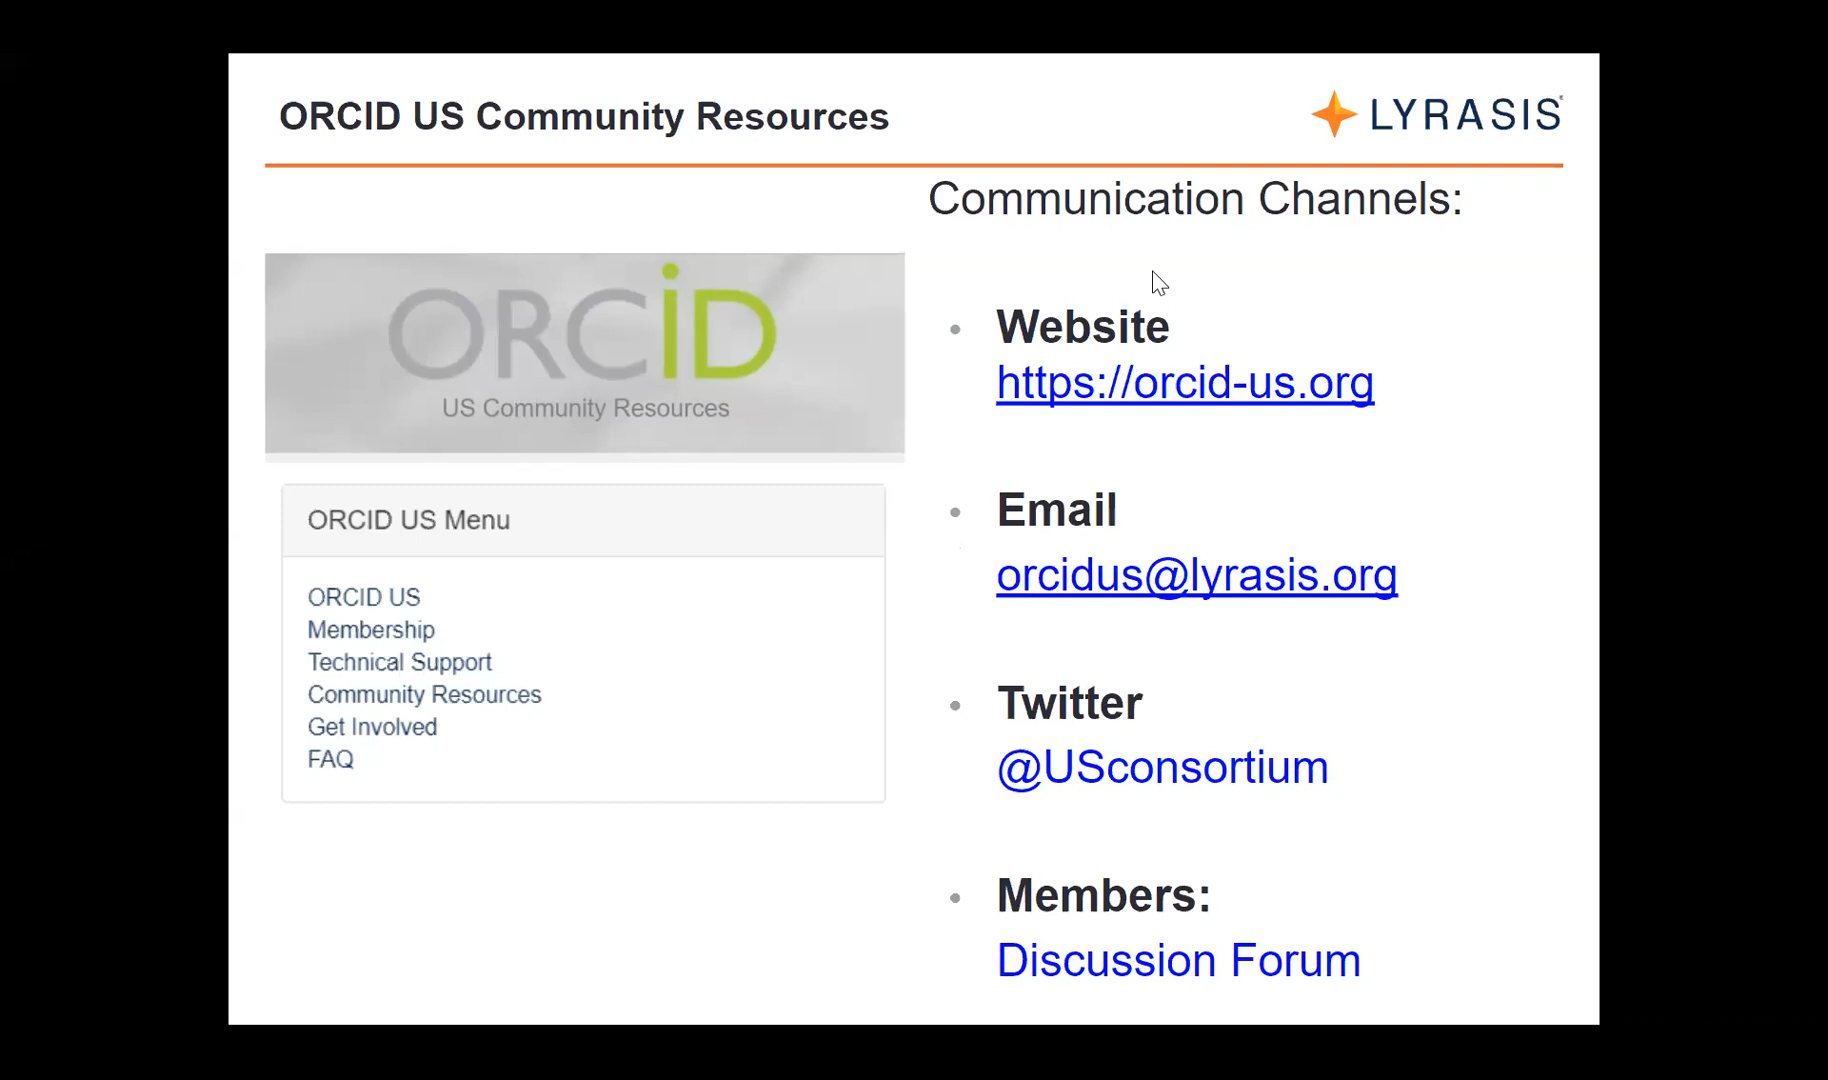 ORCID US Community Resources
LYRASIS
ORCiD
US Community Resources
ORCID US Menu
ORCID US
Membership
Technical Support
Community Resources
Get Involved
FAQ
Communication Channels:
• Website
https://orcid-us.org
• Email
orcidus@lyrasis.org
• Twitter
@USconsortium
• Members:
Discussion Forum